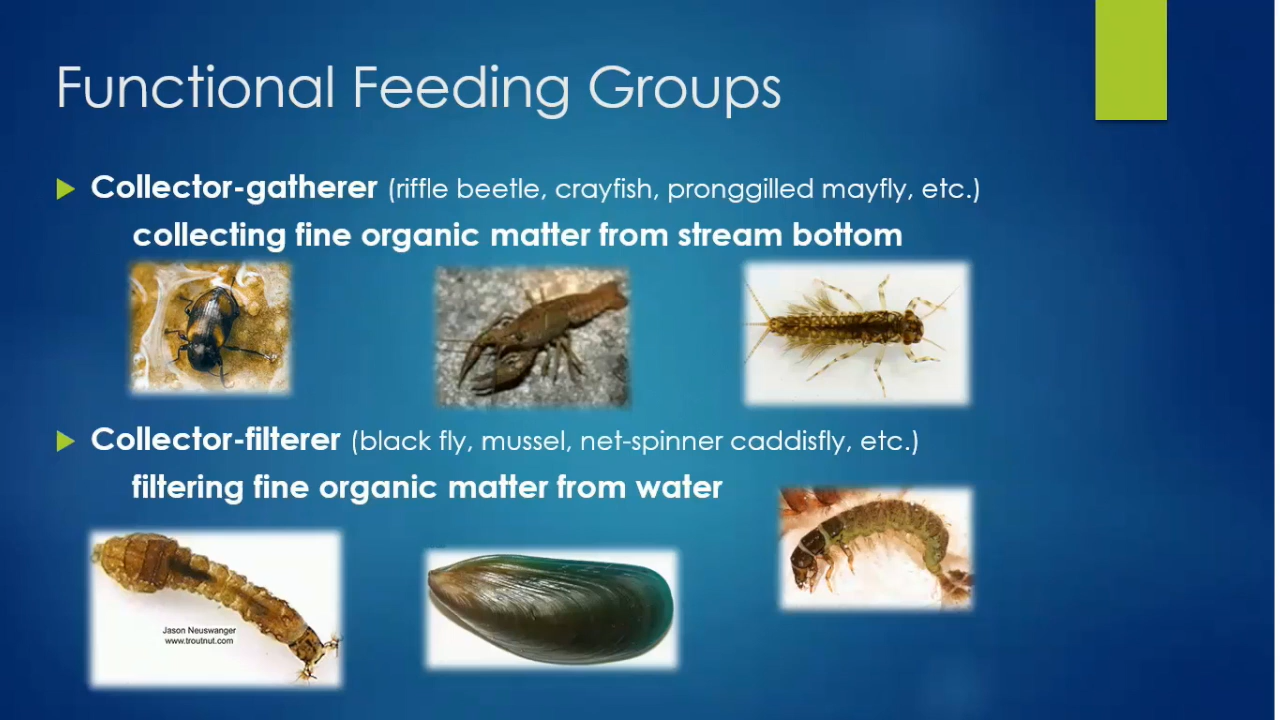 Functional Feeding Groups
Collector-gatherer (riffle beetle, crayfish, pronggilled mayfly, etc.)
collecting fine organic matter from stream bottom
Collector-filterer (black fly, mussel, net-spinner caddisfly, etc.)
filtering fine organic matter from water
Jason Neuswanger
www.troutnut.com